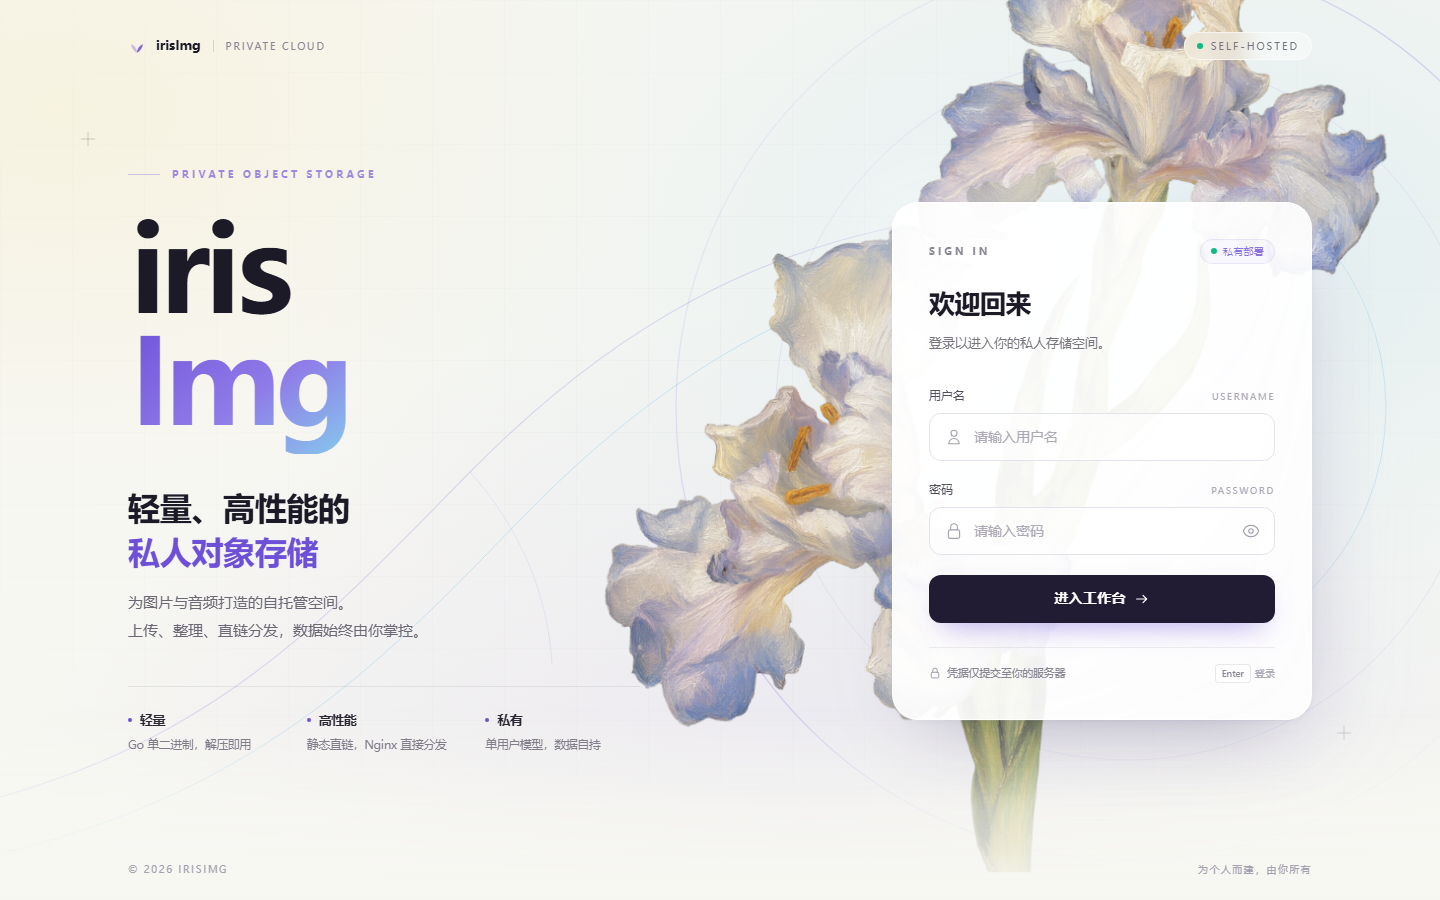 irisImg
PRIVATE CLOUD
SELF-HOSTED
PRIVATE OBJECT STORAGE
iris
Img
轻量、高性能的
私人对象存储
为图片与音频打造的自托管空间。
上传、整理、直链分发，数据始终由你掌控。
轻量
Go 单二进制，解压即用
高性能
静态直链，Nginx 直接分发
私有
单用户模型，数据自持
SIGN IN
私有部署
欢迎回来
登录以进入你的私人存储空间。
用户名
USERNAME
请输入用户名
密码
PASSWORD
请输入密码
进入工作台 →
凭据仅提交至你的服务器
Enter 登录
© 2026 IRISIMG
为个人而建，由你所有